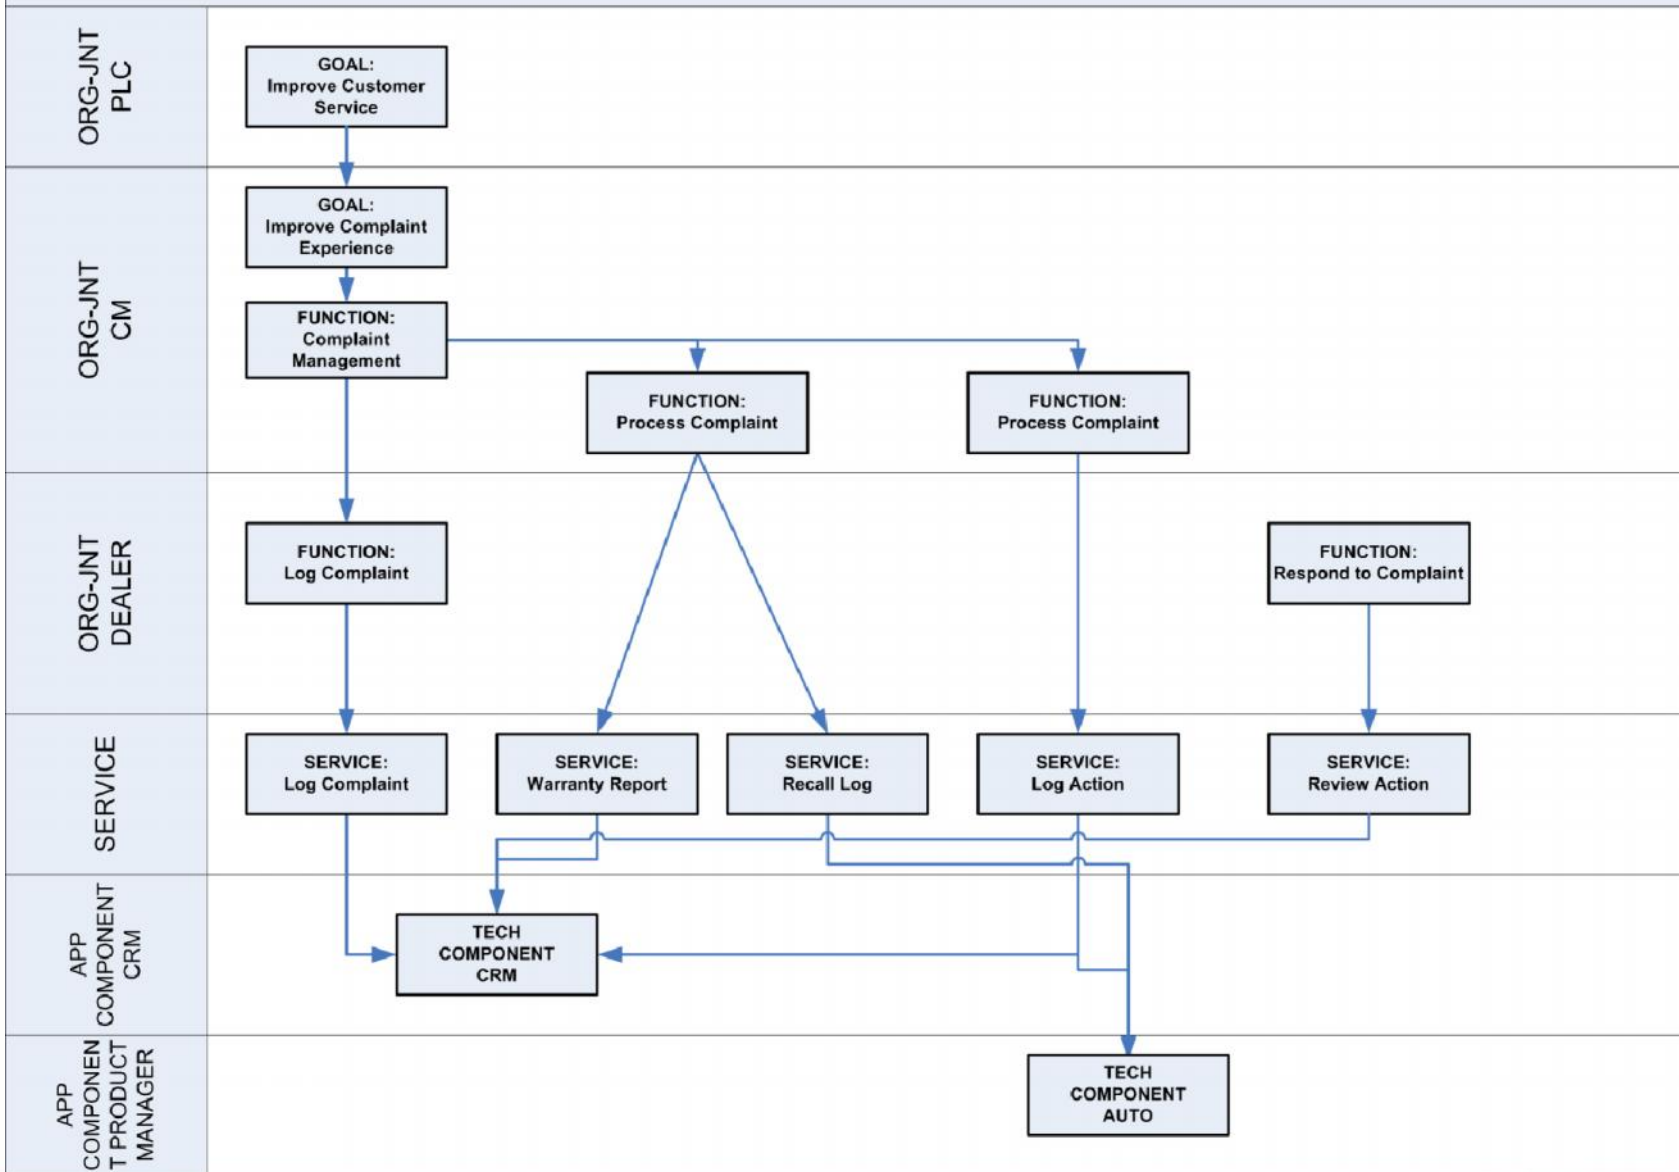 ORG-JNT
PLC
GOAL:
Improve Customer
Service
ORG-JNT
CM
GOAL:
Improve Complaint
Experience
FUNCTION:
Complaint
Management
FUNCTION:
Process Complaint
FUNCTION:
Process Complaint
ORG-JNT
DEALER
FUNCTION:
Log Complaint
FUNCTION:
Respond to Complaint
SERVICE
SERVICE:
Log Complaint
SERVICE:
Warranty Report
SERVICE:
Recall Log
SERVICE:
Log Action
SERVICE:
Review Action
APP
COMPONENT
CRM
TECH
COMPONENT
CRM
APP
COMPONEN
T PRODUCT
MANAGER
TECH
COMPONENT
AUTO